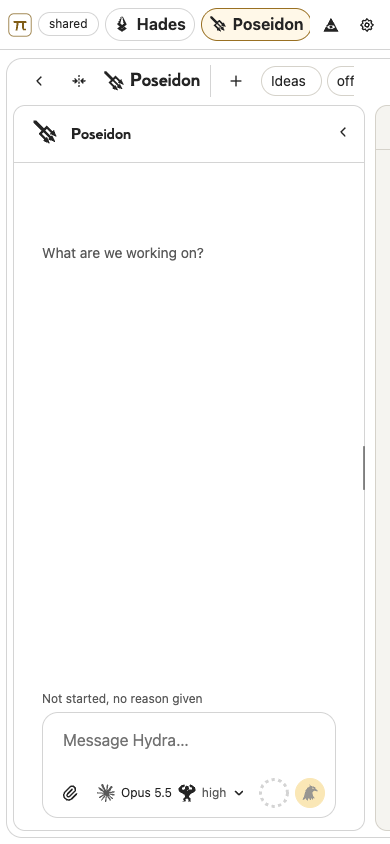 π shared Hades Poseidon
Poseidon + Ideas off
Poseidon
What are we working on?
Not started, no reason given
Message Hydra...
Opus 5.5 high